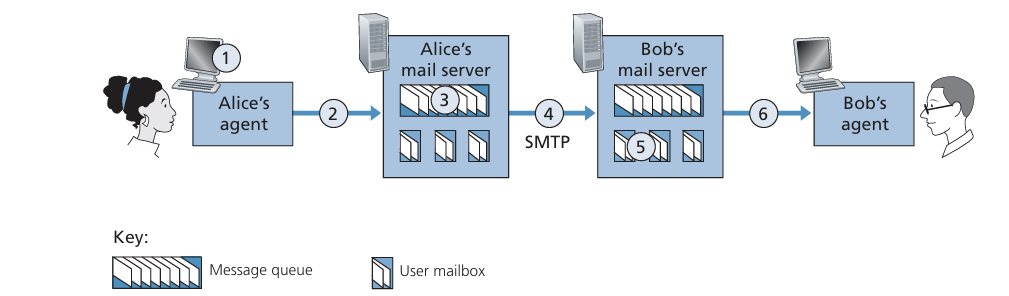 1
Alice's
agent
2
Alice's
mail server
3
4
SMTP
Bob's
mail server
5
6
Bob's
agent
Key:
Message queue
User mailbox